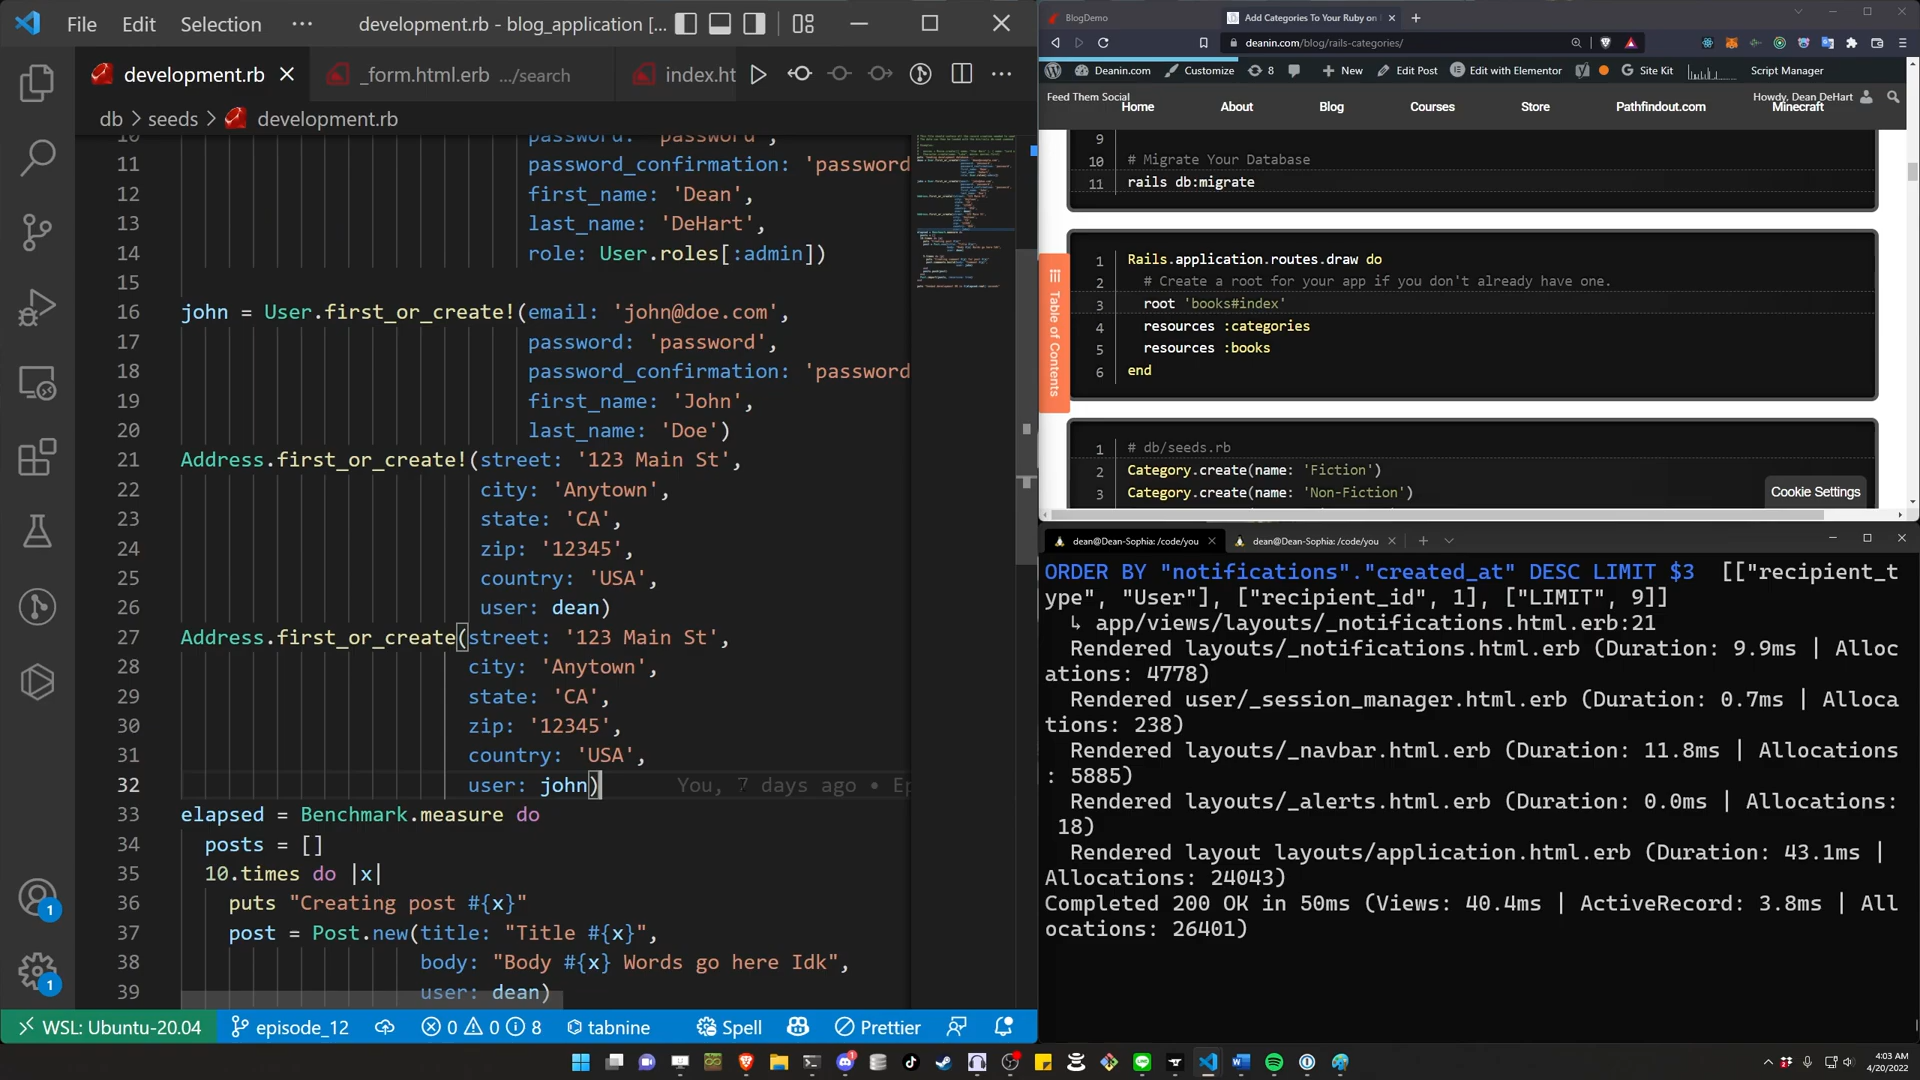 File Edit Selection ··· development.rb - blog_application [...
development.rb _form.html.erb .../search index.ht
db > seeds > development.rb
10 password: 'password',
11 password_confirmation: 'password
12 first_name: 'Dean',
13 last_name: 'DeHart',
14 role: User.roles[:admin])
15
16 john = User.first_or_create!(email: 'john@doe.com',
17 password: 'password',
18 password_confirmation: 'password
19 first_name: 'John',
20 last_name: 'Doe')
21 Address.first_or_create!(street: '123 Main St',
22 city: 'Anytown',
23 state: 'CA',
24 zip: '12345',
25 country: 'USA',
26 user: dean)
27 Address.first_or_create(street: '123 Main St',
28 city: 'Anytown',
29 state: 'CA',
30 zip: '12345',
31 country: 'USA',
32 user: john) You, 7 days ago • Ep
33 elapsed = Benchmark.measure do
34 posts = []
35 10.times do |x|
36 puts "Creating post #{x}"
37 post = Post.new(title: "Title #{x}",
38 body: "Body #{x} Words go here Idk",
39 user: dean)
1
1
WSL: Ubuntu-20.04 episode_12 0 0 8 tabnine Spell Prettier
BlogDemo Add Categories To Your Ruby on
deanin.com/blog/rails-categories/
Deanin.com Customize 8 New Edit Post Edit with Elementor Site Kit Script Manager
Feed Them Social Howdy, Dean DeHart
Home About Blog Courses Store Pathfindout.com Minecraft
9
10 # Migrate Your Database
11 rails db:migrate
1 Rails.application.routes.draw do
2 # Create a root for your app if you don't already have one.
3 root 'books#index'
4 resources :categories
5 resources :books
6 end
Table of Contents
1 # db/seeds.rb
2 Category.create(name: 'Fiction')
3 Category.create(name: 'Non-Fiction')
Cookie Settings
dean@Dean-Sophia: /code/you dean@Dean-Sophia: /code/you
ORDER BY "notifications"."created_at" DESC LIMIT $3 [["recipient_t
ype", "User"], ["recipient_id", 1], ["LIMIT", 9]]
↳ app/views/layouts/_notifications.html.erb:21
Rendered layouts/_notifications.html.erb (Duration: 9.9ms | Alloc
ations: 4778)
Rendered user/_session_manager.html.erb (Duration: 0.7ms | Alloca
tions: 238)
Rendered layouts/_navbar.html.erb (Duration: 11.8ms | Allocations
: 5885)
Rendered layouts/_alerts.html.erb (Duration: 0.0ms | Allocations:
18)
Rendered layout layouts/application.html.erb (Duration: 43.1ms |
Allocations: 24043)
Completed 200 OK in 50ms (Views: 40.4ms | ActiveRecord: 3.8ms | All
ocations: 26401)
4:03 AM
4/20/2022